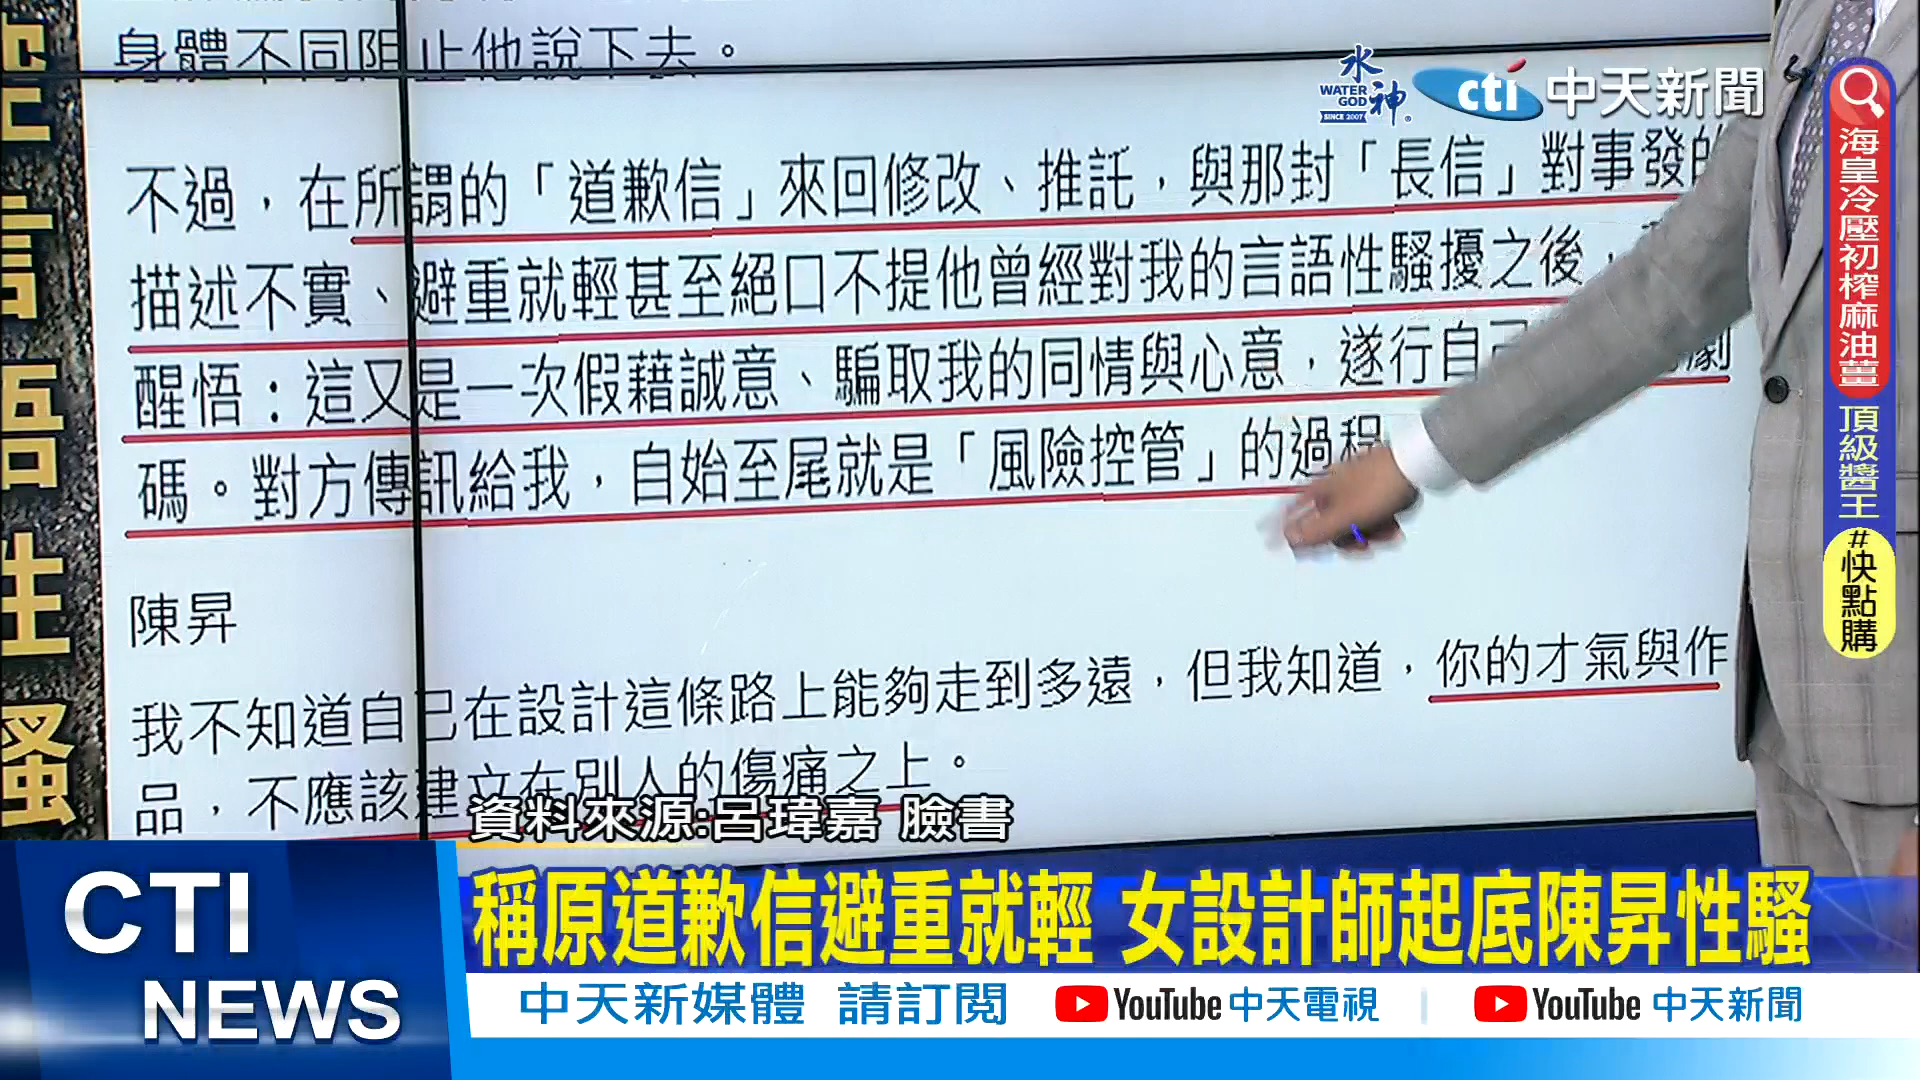 身體不同阻止他說下去。
不過，在所謂的「道歉信」來回修改、推託，與那封「長信」對事發的
描述不實、避重就輕甚至絕口不提他曾經對我的言語性騷擾之後，
醒悟：這又是一次假藉誠意、騙取我的同情與心意，遂行自己 劇
碼。對方傳訊給我，自始至尾就是「風險控管」的過程
陳昇
我不知道自己在設計這條路上能夠走到多遠，但我知道，你的才氣與作
品，不應該建立在別人的傷痛之上。
言語性騷
水神
WATER
GOD
SINCE 2007
cti 中天新聞
海皇冷壓初榨麻油薑
頂級醬王
#快點購
資料來源:呂瑋嘉 臉書
CTI
NEWS
稱原道歉信避重就輕 女設計師起底陳昇性騷
中天新媒體 請訂閱 YouTube 中天電視 | YouTube 中天新聞